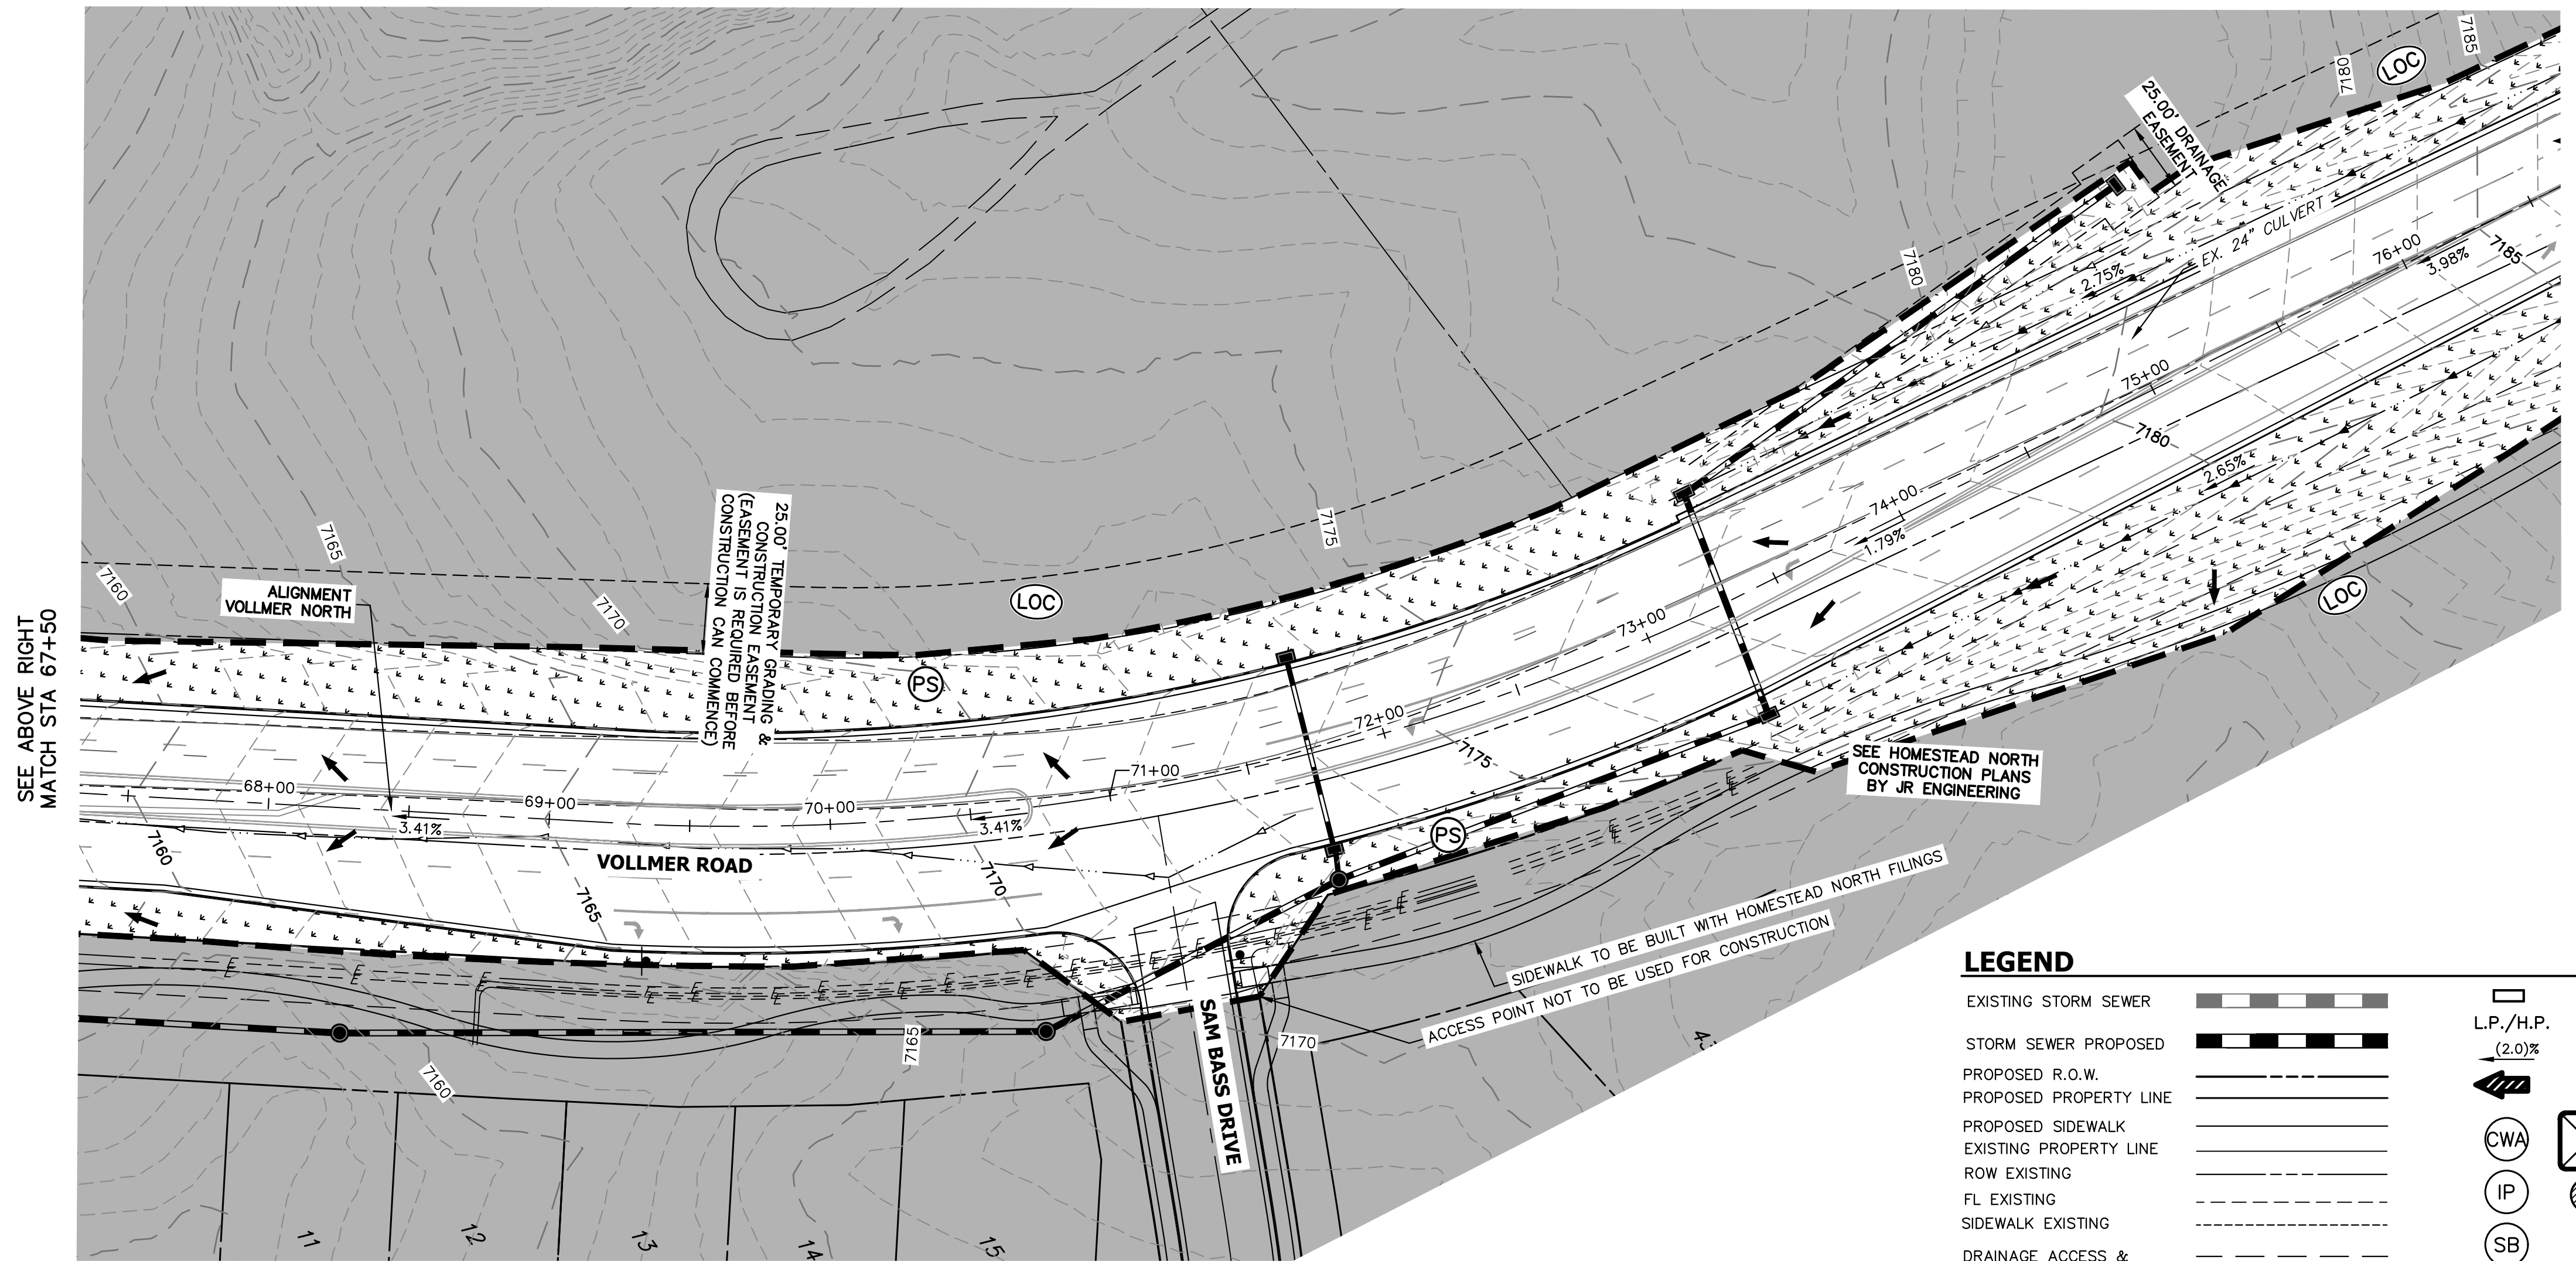 7185
LOC
7180
25.00' DRAINAGE
EASEMENT
EX. 24" CULVERT
7180
2.75%
76+00
3.98%
7185
75+00
7180
2.65%
74+00
1.79%
7175
73+00
LOC
25.00' TEMPORARY GRADING &
CONSTRUCTION EASEMENT
(EASEMENT IS REQUIRED BEFORE
CONSTRUCTION CAN COMMENCE)
7165
7160
ALIGNMENT
VOLLMER NORTH
7170
LOC
SEE ABOVE RIGHT
MATCH STA 67+50
PS
72+00
7175
71+00
SEE HOMESTEAD NORTH
CONSTRUCTION PLANS
BY JR ENGINEERING
68+00
69+00
70+00
3.41%
3.41%
PS
7160
VOLLMER ROAD
7170
7165
E E E E E E E E E E E E E E E E
SIDEWALK TO BE BUILT WITH HOMESTEAD NORTH FILINGS
ACCESS POINT NOT TO BE USED FOR CONSTRUCTION
SAM BASS DRIVE
7165
7170
7160
11
12
13
14
15
LEGEND
EXISTING STORM SEWER
STORM SEWER PROPOSED
PROPOSED R.O.W.
PROPOSED PROPERTY LINE
PROPOSED SIDEWALK
EXISTING PROPERTY LINE
ROW EXISTING
FL EXISTING
SIDEWALK EXISTING
DRAINAGE ACCESS &
L.P./H.P.
(2.0)%
CWA
IP
SB